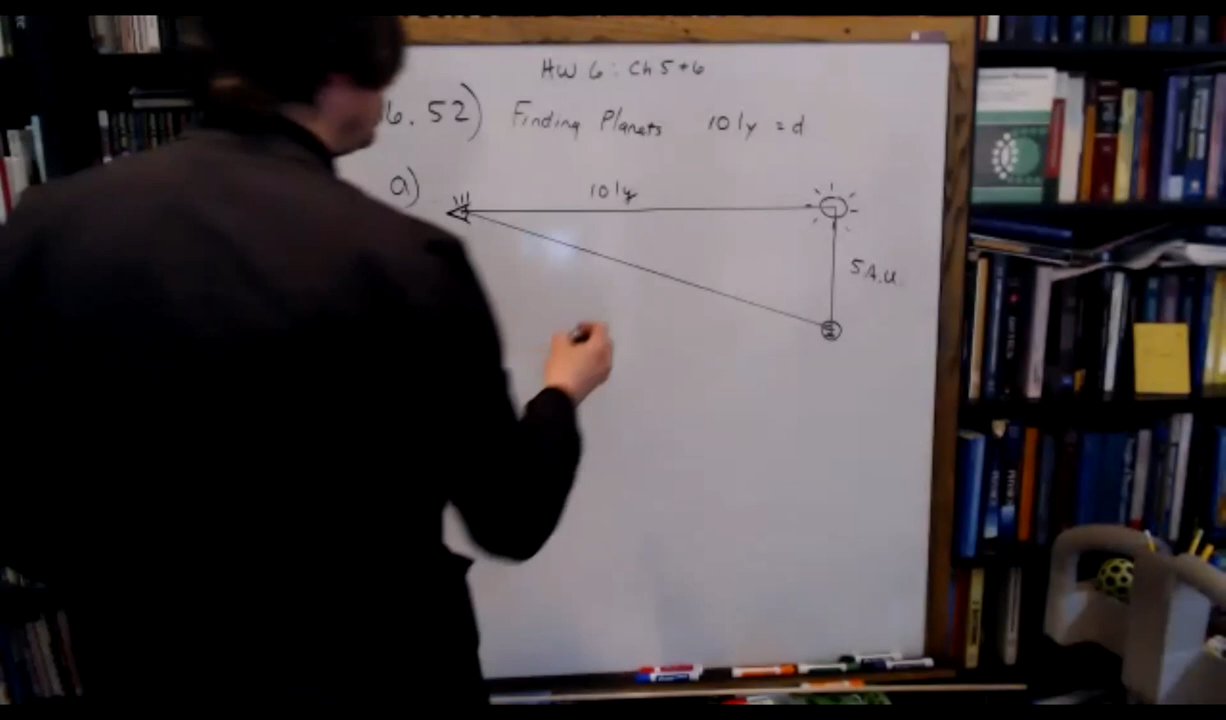 HW 6: Ch 5+6
6.52) Finding Planets 10 ly = d
a)
10 ly
5 A.U.